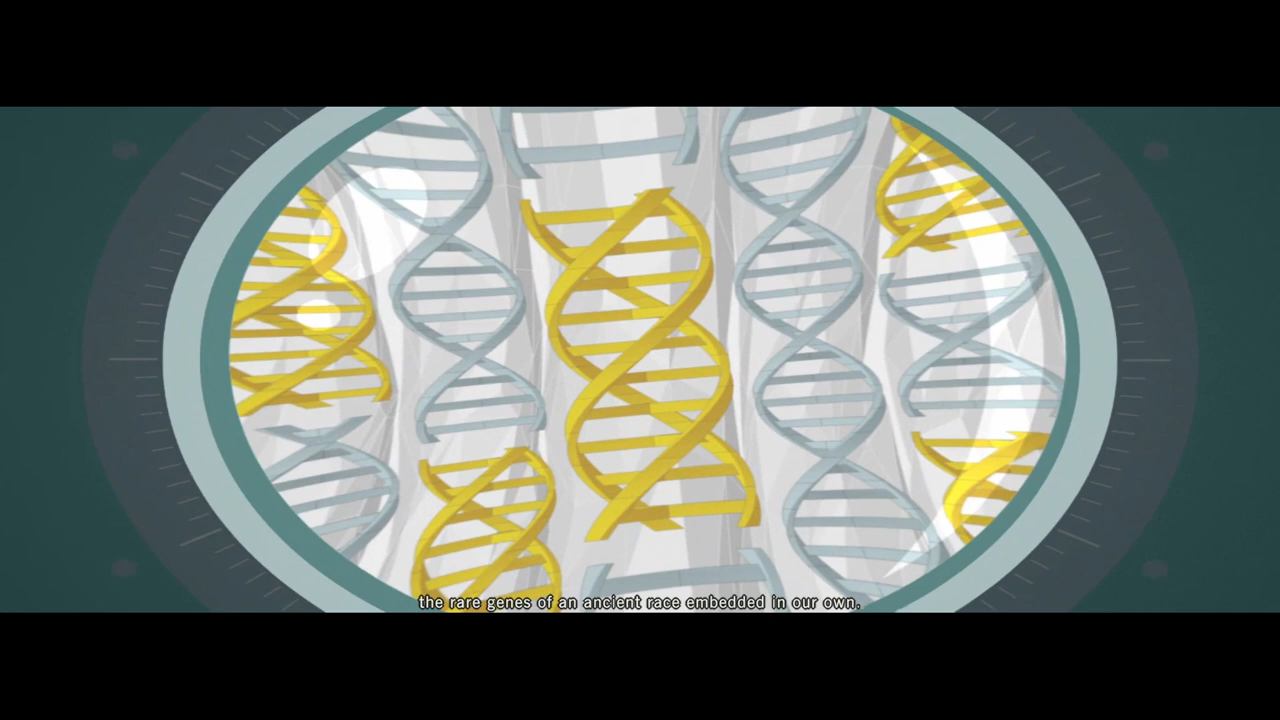 the rare genes of an ancient race embedded in our own.